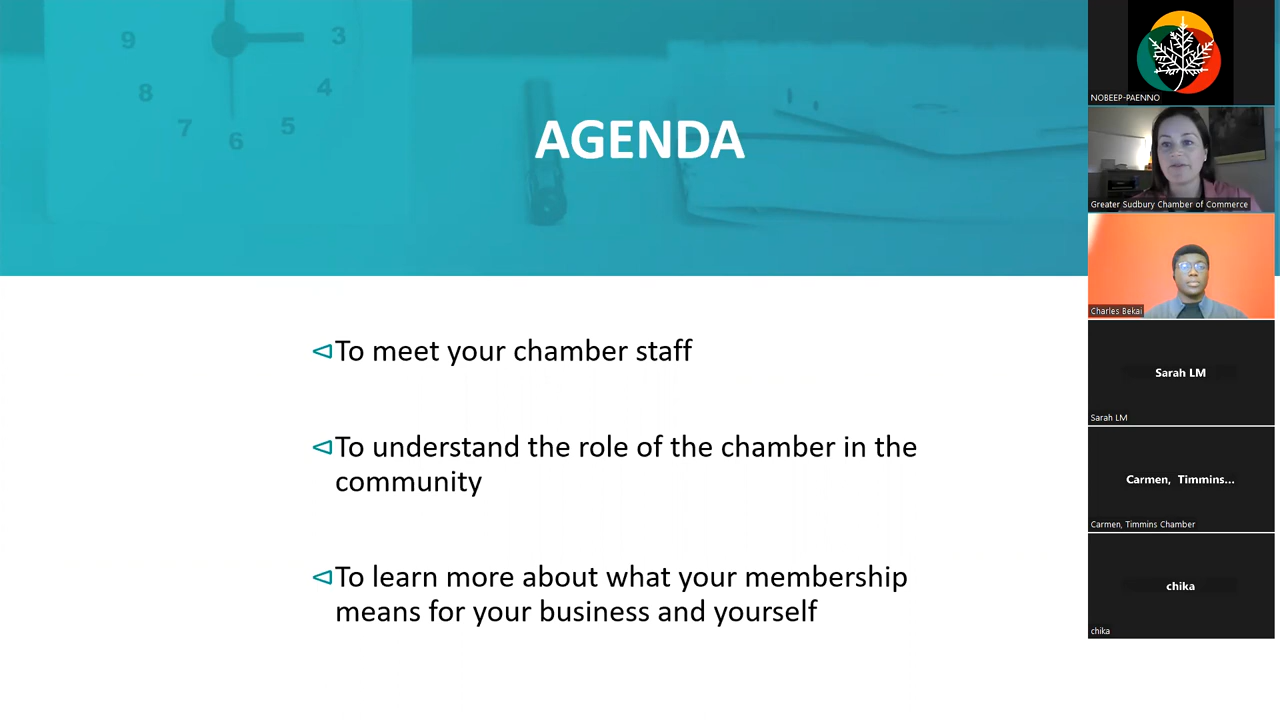 9
3
8
4
7
5
6
AGENDA
To meet your chamber staff
To understand the role of the chamber in the
community
To learn more about what your membership
means for your business and yourself
NOBEEP-PAENNO
Greater Sudbury Chamber of Commerce
Charles Bekai
Sarah LM
Sarah LM
Carmen, Timmins...
Carmen, Timmins Chamber
chika
chika